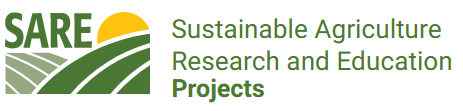 SARE
Sustainable Agriculture
Research and Education
Projects